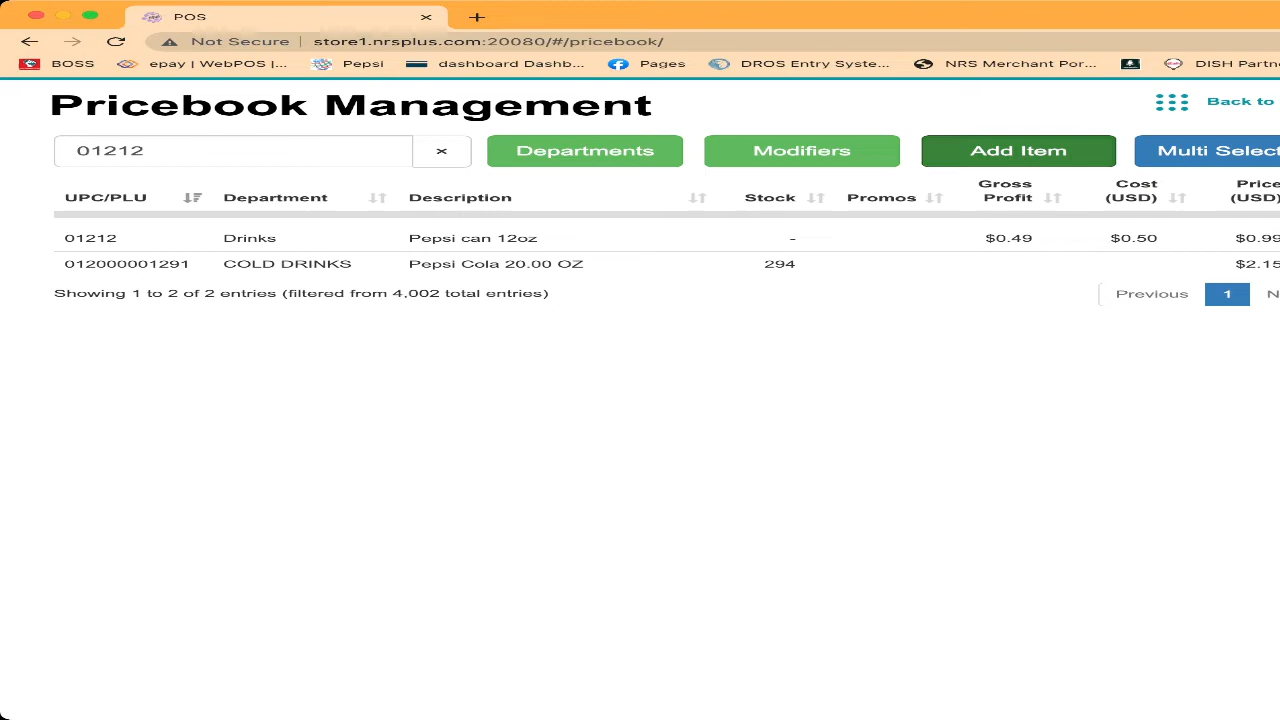 POS
Not Secure | store1.nrsplus.com:20080/#/pricebook/
BOSS epay | WebPOS |... Pepsi dashboard Dashb... Pages DROS Entry Syste... NRS Merchant Por... DISH Partne
Pricebook Management
Back to
01212 × Departments Modifiers Add Item Multi Select
UPC/PLU Department Description Stock Promos Gross Profit Cost (USD) Price (USD)
01212 Drinks Pepsi can 12oz - $0.49 $0.50 $0.99
012000001291 COLD DRINKS Pepsi Cola 20.00 OZ 294 $2.15
Showing 1 to 2 of 2 entries (filtered from 4,002 total entries)
Previous 1 N